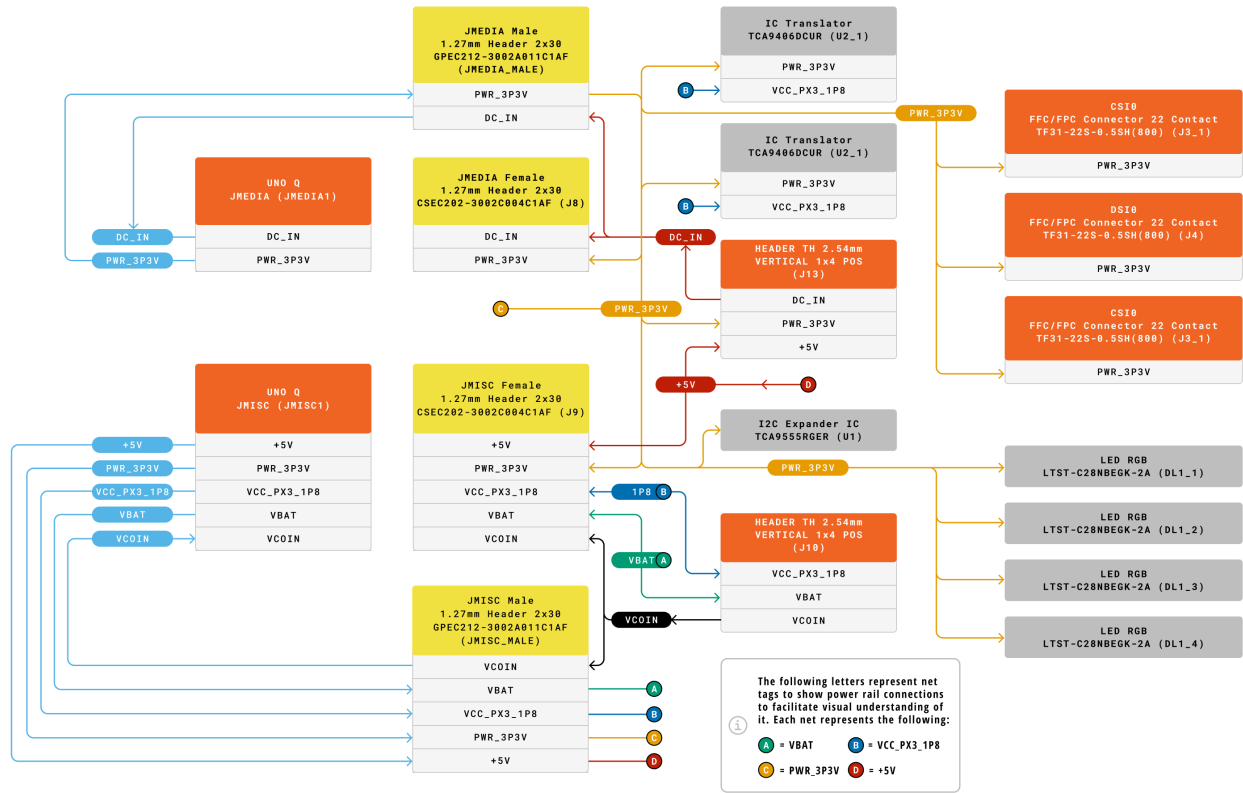 JMEDIA Male
1.27mm Header 2x30
GPEC212-3002A011C1AF
(JMEDIA_MALE)
PWR_3P3V
DC_IN
UNO Q
JMEDIA (JMEDIA1)
DC_IN
PWR_3P3V
DC_IN
PWR_3P3V
JMEDIA Female
1.27mm Header 2x30
CSEC202-3002C004C1AF (J8)
DC_IN
PWR_3P3V
IC Translator
TCA9406DCUR (U2_1)
PWR_3P3V
B
VCC_PX3_1P8
IC Translator
TCA9406DCUR (U2_1)
PWR_3P3V
B
VCC_PX3_1P8
DC_IN
HEADER TH 2.54mm
VERTICAL 1x4 POS
(J13)
DC_IN
PWR_3P3V
+5V
C
PWR_3P3V
+5V
D
PWR_3P3V
CSI0
FFC/FPC Connector 22 Contact
TF31-22S-0.5SH(800) (J3_1)
PWR_3P3V
DSI0
FFC/FPC Connector 22 Contact
TF31-22S-0.5SH(800) (J4)
PWR_3P3V
CSI0
FFC/FPC Connector 22 Contact
TF31-22S-0.5SH(800) (J3_1)
PWR_3P3V
UNO Q
JMISC (JMISC1)
+5V
PWR_3P3V
VCC_PX3_1P8
VBAT
VCOIN
+5V
PWR_3P3V
VCC_PX3_1P8
VBAT
VCOIN
JMISC Female
1.27mm Header 2x30
CSEC202-3002C004C1AF (J9)
+5V
PWR_3P3V
VCC_PX3_1P8
VBAT
VCOIN
I2C Expander IC
TCA9555RGER (U1)
PWR_3P3V
1P8 B
VBAT A
VCOIN
HEADER TH 2.54mm
VERTICAL 1x4 POS
(J10)
VCC_PX3_1P8
VBAT
VCOIN
LED RGB
LTST-C28NBEGK-2A (DL1_1)
LED RGB
LTST-C28NBEGK-2A (DL1_2)
LED RGB
LTST-C28NBEGK-2A (DL1_3)
LED RGB
LTST-C28NBEGK-2A (DL1_4)
JMISC Male
1.27mm Header 2x30
GPEC212-3002A011C1AF
(JMISC_MALE)
VCOIN
VBAT
A
VCC_PX3_1P8
B
PWR_3P3V
C
+5V
D
The following letters represent net
tags to show power rail connections
to facilitate visual understanding of
it. Each net represents the following:
A = VBAT
B = VCC_PX3_1P8
C = PWR_3P3V
D = +5V